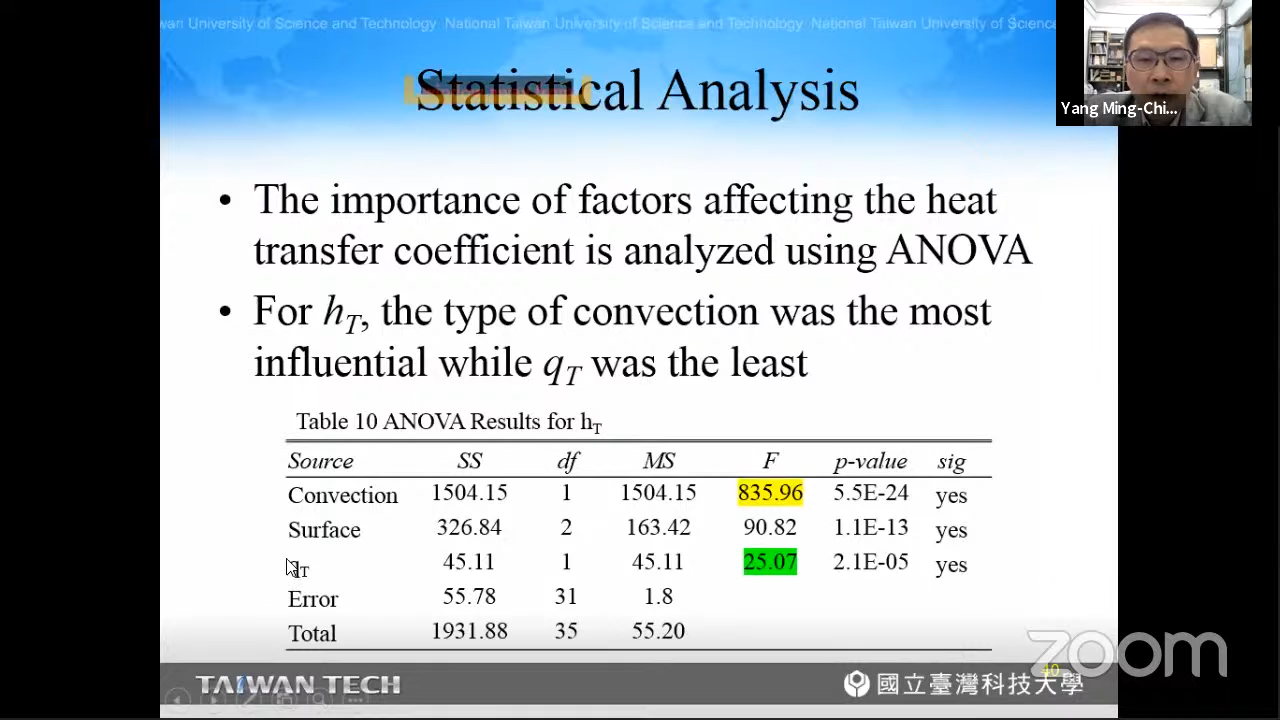 wan University of Science and Technology National Taiwan University of Science and Technology National Taiwan University of Science
Yang Ming-Chi...
Statistical Analysis
• The importance of factors affecting the heat
transfer coefficient is analyzed using ANOVA
• For hT, the type of convection was the most
influential while qT was the least
Table 10 ANOVA Results for hT
Source SS df MS F p-value sig
Convection 1504.15 1 1504.15 835.96 5.5E-24 yes
Surface 326.84 2 163.42 90.82 1.1E-13 yes
qT 45.11 1 45.11 25.07 2.1E-05 yes
Error 55.78 31 1.8
Total 1931.88 35 55.20
zoom
40
TAIWAN TECH
國立臺灣科技大學